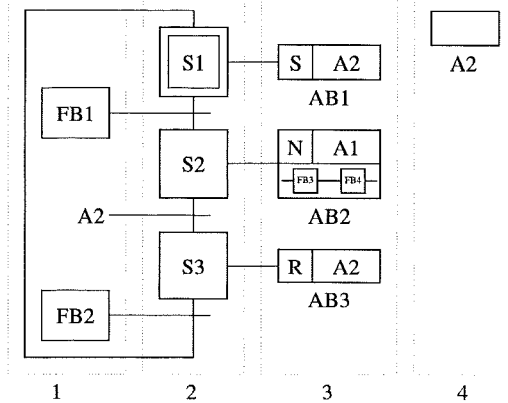 S1
S A2
A2
AB1
FB1
S2
N A1
FB3 FB4
AB2
A2
S3
R A2
AB3
FB2
1 2 3 4